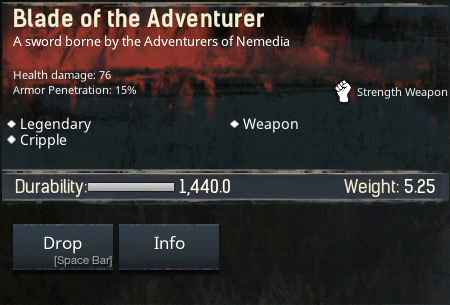 Blade of the Adventurer
A sword borne by the Adventurers of Nemedia
Health damage: 76
Armor Penetration: 15%
Strength Weapon
Legendary
Weapon
Cripple
Durability: 1,440.0 Weight: 5.25
Drop
[Space Bar]
Info